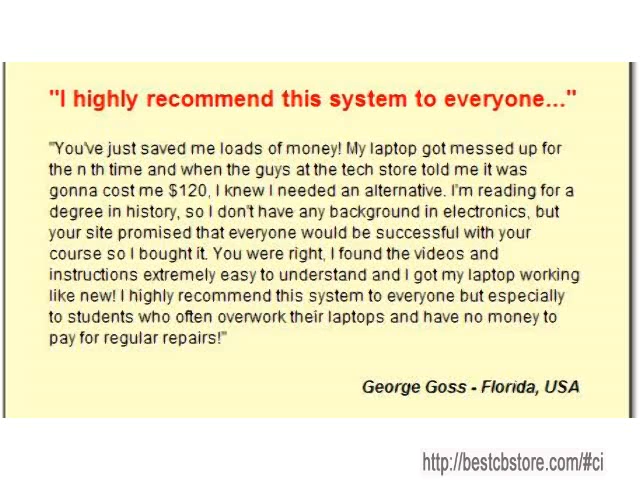 "I highly recommend this system to everyone..."
"You've just saved me loads of money! My laptop got messed up for
the n th time and when the guys at the tech store told me it was
gonna cost me $120, I knew I needed an alternative. I'm reading for a
degree in history, so I don't have any background in electronics, but
your site promised that everyone would be successful with your
course so I bought it. You were right, I found the videos and
instructions extremely easy to understand and I got my laptop working
like new! I highly recommend this system to everyone but especially
to students who often overwork their laptops and have no money to
pay for regular repairs!"
George Goss - Florida, USA
http://bestcbstore.com/#ci